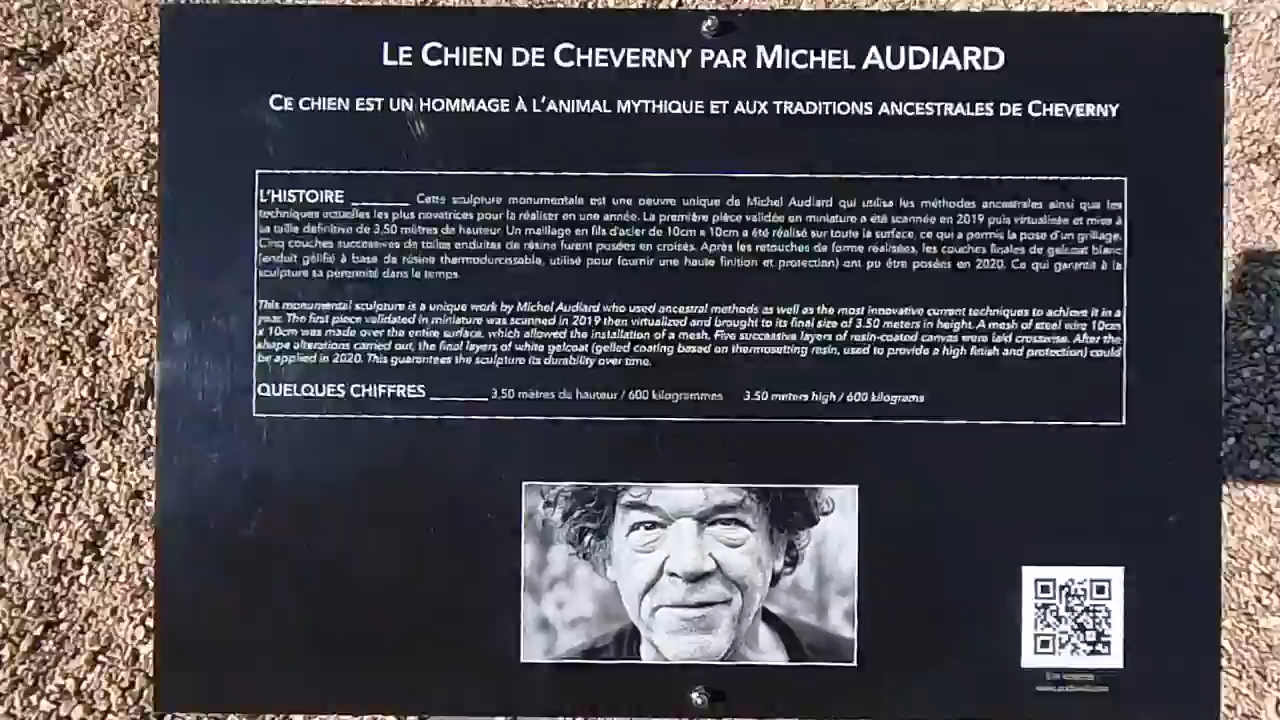 LE CHIEN DE CHEVERNY PAR MICHEL AUDIARD
CE CHIEN EST UN HOMMAGE À L'ANIMAL MYTHIQUE ET AUX TRADITIONS ANCESTRALES DE CHEVERNY
L'HISTOIRE ______ Cette sculpture monumentale est une oeuvre unique de Michel Audiard qui utilisa les méthodes ancestrales ainsi que les
techniques actuelles les plus novatrices pour la réaliser en une année. La première pièce validée en miniature a été scannée en 2019 puis virtualisée et mise à
sa taille définitive de 3,50 mètres de hauteur. Un maillage en fils d'acier de 10cm x 10cm a été réalisé sur toute la surface, ce qui a permis la pose d'un grillage.
Cinq couches successives de toiles enduites de résine furent posées en croisés. Après les retouches de forme réalisées, les couches finales de gelcoat blanc
(enduit gélifié à base de résine thermodurcissable, utilisé pour fournir une haute finition et protection) ont pu être posées en 2020. Ce qui garantit à la
sculpture sa pérennité dans le temps.
This monumental sculpture is a unique work by Michel Audiard who used ancestral methods as well as the most innovative current techniques to achieve it in a
year. The first piece validated in miniature was scanned in 2019 then virtualized and brought to its final size of 3.50 meters in height. A mesh of steel wire 10cm
x 10cm was made over the entire surface, which allowed the installation of a mesh. Five successive layers of resin-coated canvas were laid crosswise. After the
shape alterations carried out, the final layers of white gelcoat (gelled coating based on thermosetting resin, used to provide a high finish and protection) could
be applied in 2020. This guarantees the sculpture its durability over time.
QUELQUES CHIFFRES ______ 3,50 mètres de hauteur / 600 kilogrammes 3.50 meters high / 600 kilograms